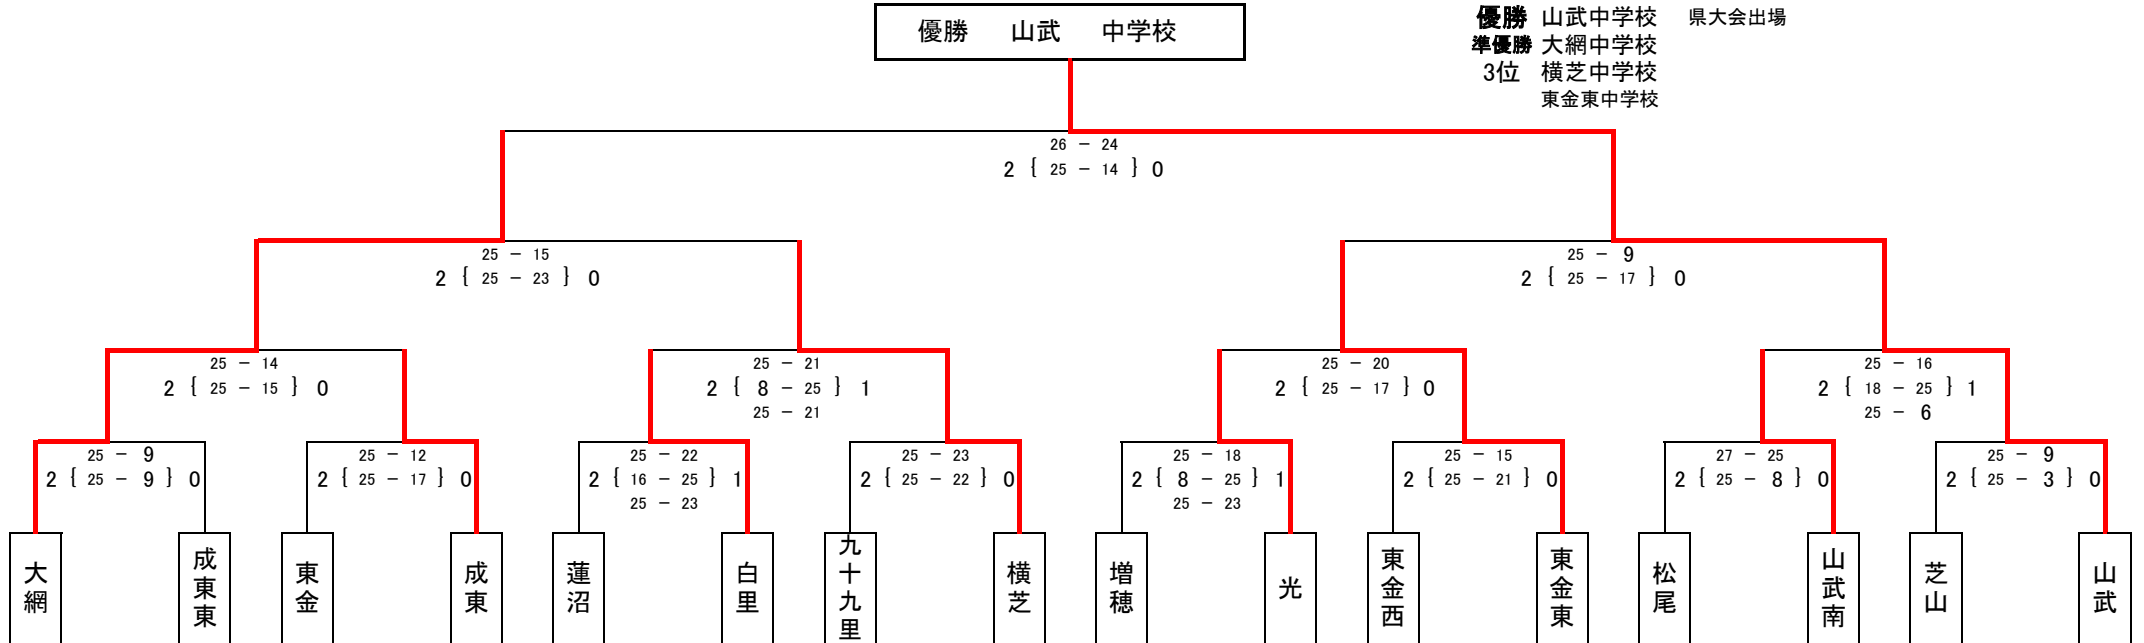 優勝 山武 中学校
優勝 山武中学校 県大会出場
準優勝 大網中学校
3位 横芝中学校
東金東中学校
26 － 24
2 { 25 － 14 } 0
25 － 15
2 { 25 － 23 } 0
25 － 9
2 { 25 － 17 } 0
25 － 14
2 { 25 － 15 } 0
25 － 21
2 { 8 － 25 } 1
25 － 21
25 － 20
2 { 25 － 17 } 0
25 － 16
2 { 18 － 25 } 1
25 － 6
25 － 9
2 { 25 － 9 } 0
25 － 12
2 { 25 － 17 } 0
25 － 22
2 { 16 － 25 } 1
25 － 23
25 － 23
2 { 25 － 22 } 0
25 － 18
2 { 8 － 25 } 1
25 － 23
25 － 15
2 { 25 － 21 } 0
27 － 25
2 { 25 － 8 } 0
25 － 9
2 { 25 － 3 } 0
大網
成東東
東金
成東
蓮沼
白里
九十九里
横芝
増穂
光
東金西
東金東
松尾
山武南
芝山
山武